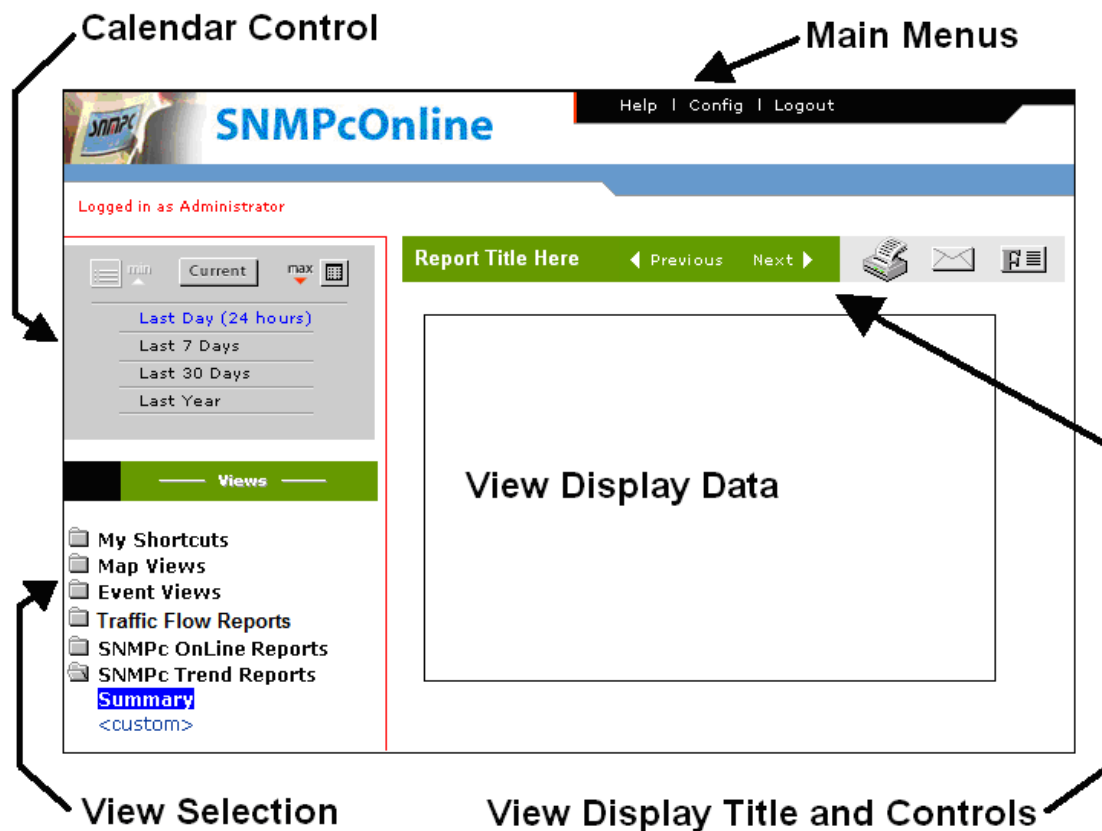 Calendar Control
Main Menus
snmpc
SNMPcOnline
Help | Config | Logout
Logged in as Administrator
min
Current
max
Report Title Here
Previous
Next
F
Last Day (24 hours)
Last 7 Days
Last 30 Days
Last Year
Views
View Display Data
My Shortcuts
Map Views
Event Views
Traffic Flow Reports
SNMPc OnLine Reports
SNMPc Trend Reports
Summary
<custom>
View Selection
View Display Title and Controls